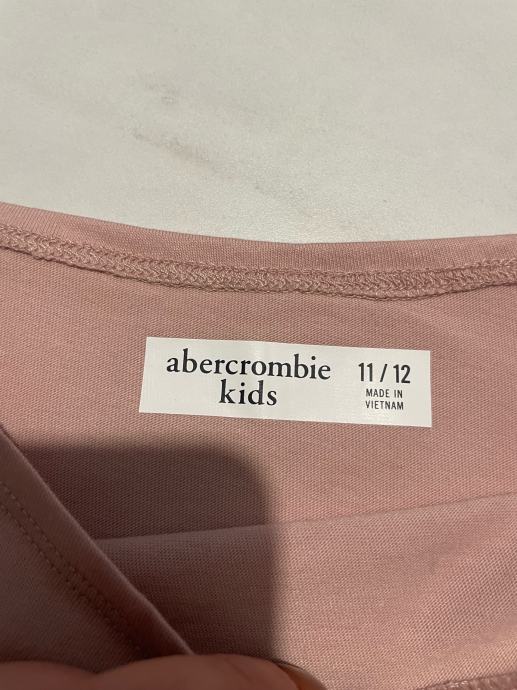 abercrombie
kids
11 / 12
MADE IN
VIETNAM